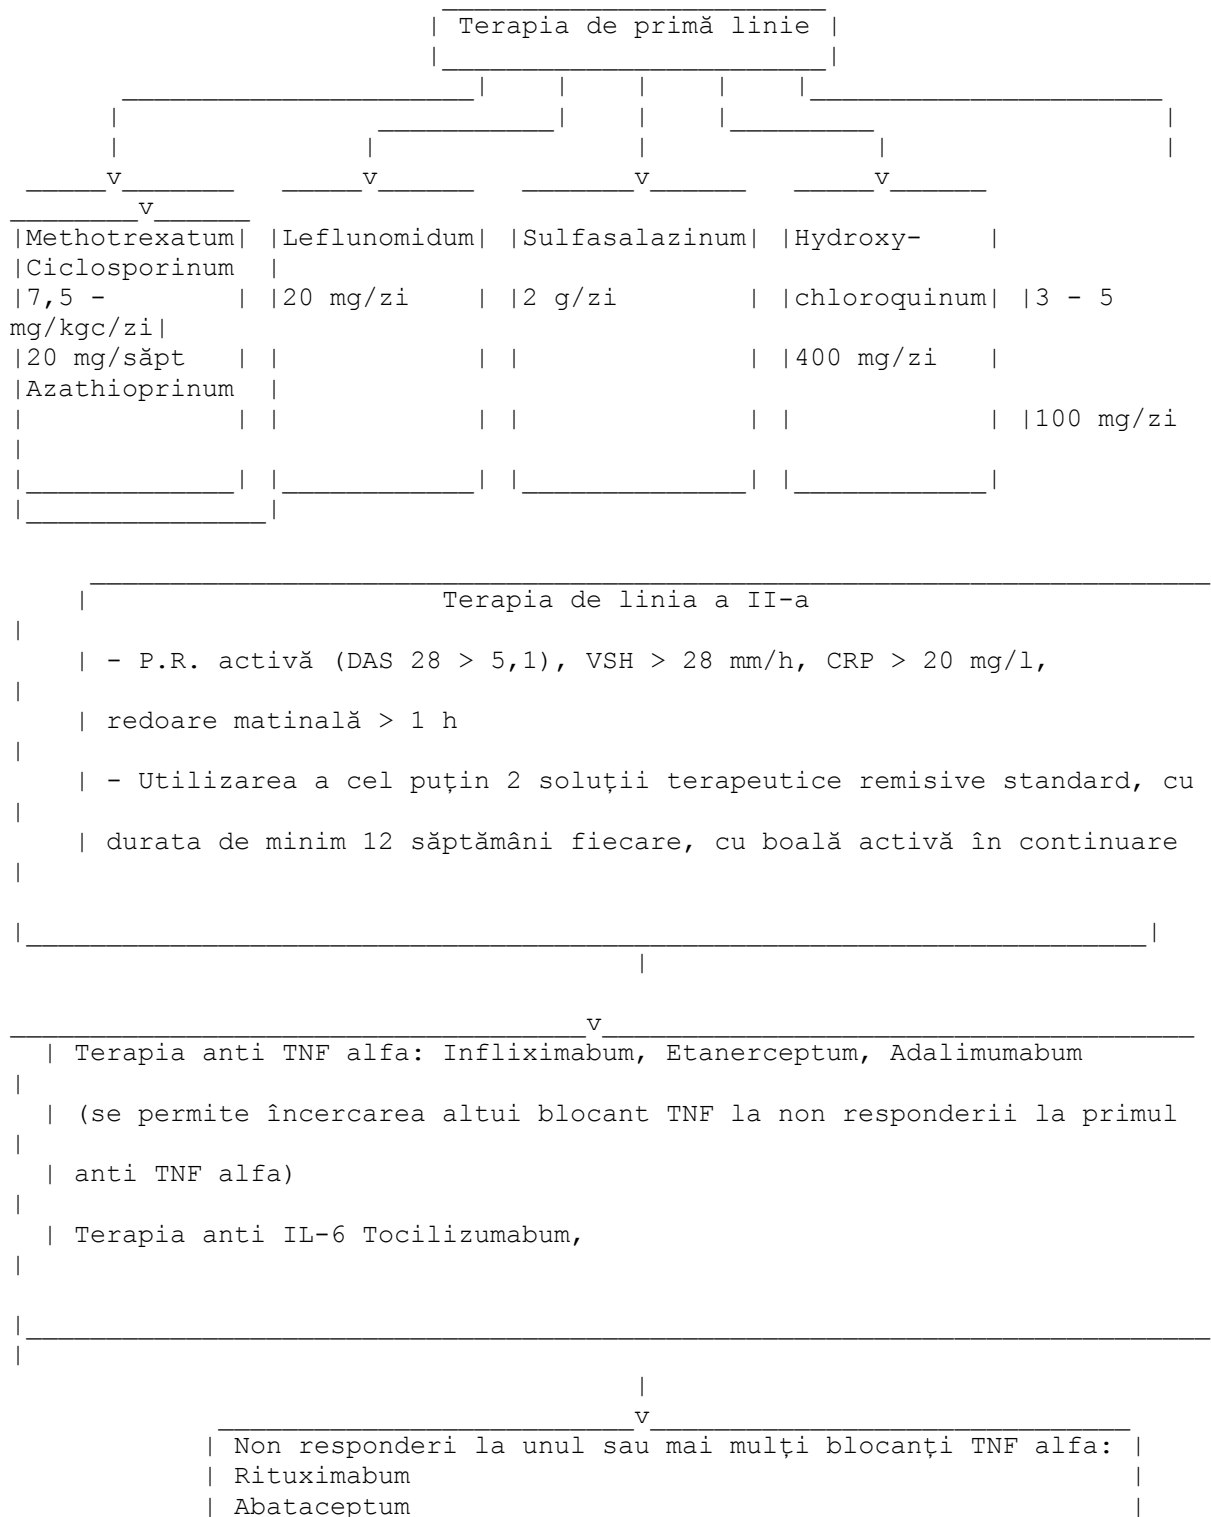 Terapia de primă linie
v v v v
v
|Methotrexatum| |Leflunomidum| |Sulfasalazinum| |Hydroxy- |
|Ciclosporinum |
|7,5 - | |20 mg/zi | |2 g/zi | |chloroquinum| |3 - 5
mg/kgc/zi|
|20 mg/săpt | | | | | |400 mg/zi |
|Azathioprinum |
| | | | | | | | |100 mg/zi
|
Terapia de linia a II-a
| - P.R. activă (DAS 28 > 5,1), VSH > 28 mm/h, CRP > 20 mg/l,
|
| redoare matinală > 1 h
|
| - Utilizarea a cel puțin 2 soluții terapeutice remisive standard, cu
|
| durata de minim 12 săptămâni fiecare, cu boală activă în continuare
|
v
| Terapia anti TNF alfa: Infliximabum, Etanerceptum, Adalimumabum
|
| (se permite încercarea altui blocant TNF la non responderii la primul
|
| anti TNF alfa)
|
| Terapia anti IL-6 Tocilizumabum,
|
v
| Non responderi la unul sau mai mulți blocanți TNF alfa: |
| Rituximabum |
| Abataceptum |